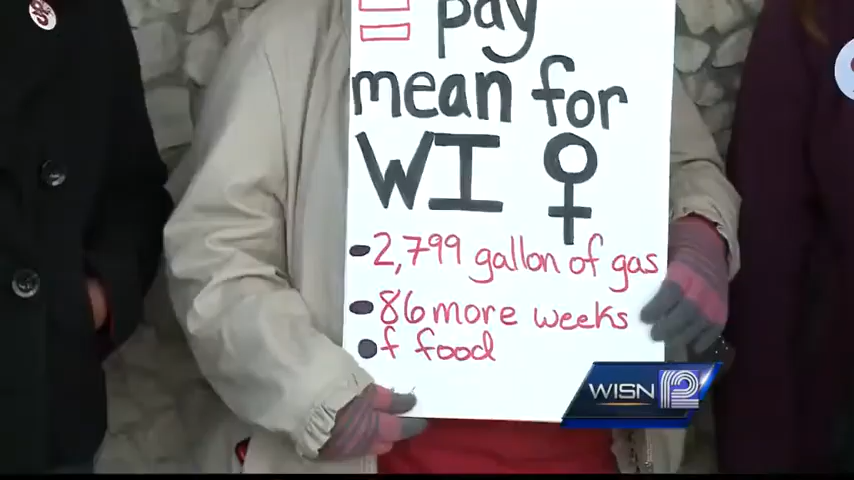 = pay
mean for
WI ♀
• 2,799 gallon of gas
• 86 more weeks
• f food
WISN 12